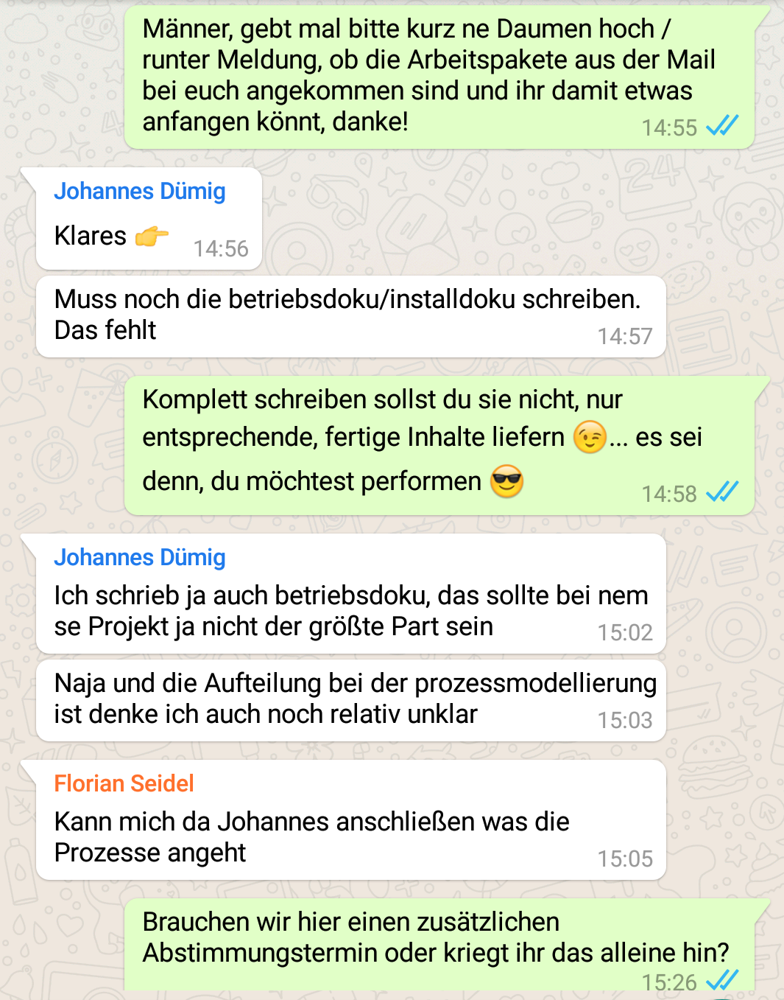 Männer, gebt mal bitte kurz ne Daumen hoch /
runter Meldung, ob die Arbeitspakete aus der Mail
bei euch angekommen sind und ihr damit etwas
anfangen könnt, danke!
14:55
Johannes Dümig
Klares 👉
14:56
Muss noch die betriebsdoku/installdoku schreiben.
Das fehlt
14:57
Komplett schreiben sollst du sie nicht, nur
entsprechende, fertige Inhalte liefern 😉... es sei
denn, du möchtest performen 😎
14:58
Johannes Dümig
Ich schrieb ja auch betriebsdoku, das sollte bei nem
se Projekt ja nicht der größte Part sein
15:02
Naja und die Aufteilung bei der prozessmodellierung
ist denke ich auch noch relativ unklar
15:03
Florian Seidel
Kann mich da Johannes anschließen was die
Prozesse angeht
15:05
Brauchen wir hier einen zusätzlichen
Abstimmungstermin oder kriegt ihr das alleine hin?
15:26